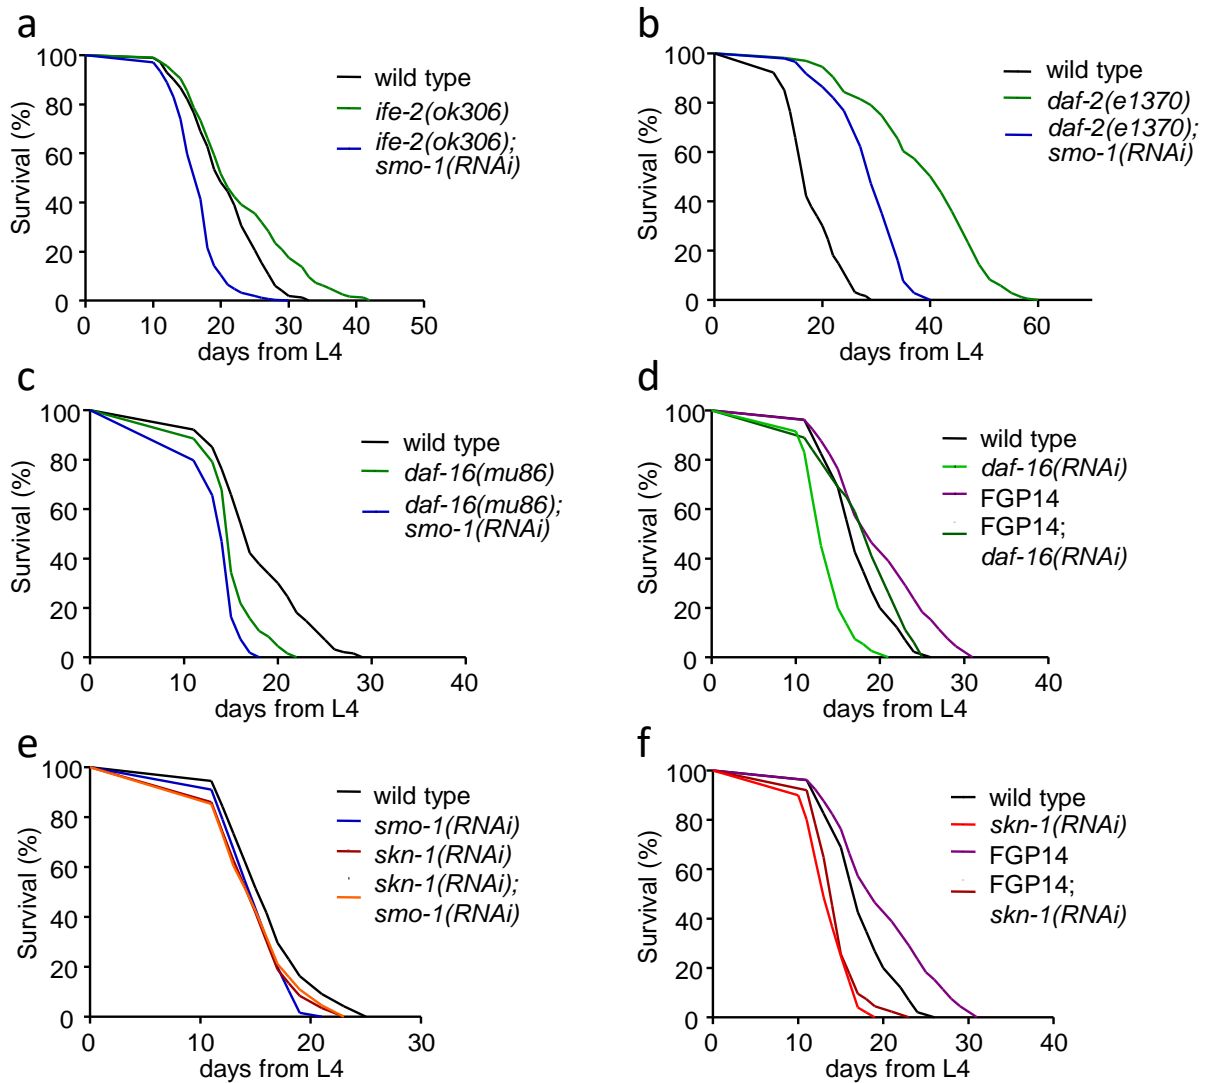 a
100
80
60
40
20
0
Survival (%)
0 10 20 30 40 50
days from L4
wild type
ife-2(ok306)
ife-2(ok306);
smo-1(RNAi)
b
100
80
60
40
20
0
Survival (%)
0 20 40 60
days from L4
wild type
daf-2(e1370)
daf-2(e1370);
smo-1(RNAi)
c
100
80
60
40
20
0
Survival (%)
0 10 20 30 40
days from L4
wild type
daf-16(mu86)
daf-16(mu86);
smo-1(RNAi)
d
100
80
60
40
20
0
Survival (%)
0 10 20 30 40
days from L4
wild type
daf-16(RNAi)
FGP14
FGP14;
daf-16(RNAi)
e
100
80
60
40
20
0
Survival (%)
0 10 20 30
days from L4
wild type
smo-1(RNAi)
skn-1(RNAi)
skn-1(RNAi);
smo-1(RNAi)
f
100
80
60
40
20
0
Survival (%)
0 10 20 30 40
days from L4
wild type
skn-1(RNAi)
FGP14
FGP14;
skn-1(RNAi)